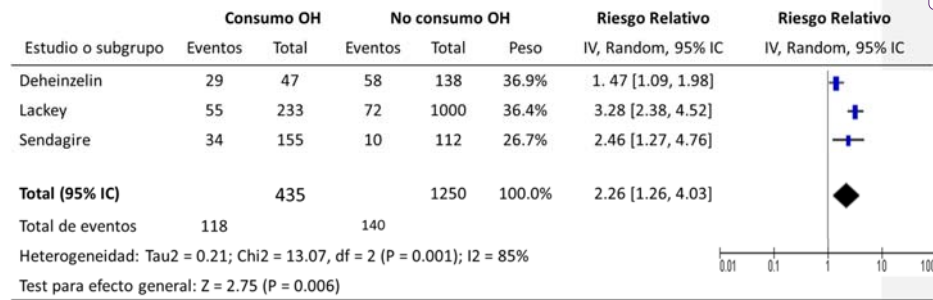 Consumo OH No consumo OH Riesgo Relativo Riesgo Relativo
Estudio o subgrupo Eventos Total Eventos Total Peso IV, Random, 95% IC IV, Random, 95% IC
Deheinzelin 29 47 58 138 36.9% 1. 47 [1.09, 1.98]
Lackey 55 233 72 1000 36.4% 3.28 [2.38, 4.52]
Sendagire 34 155 10 112 26.7% 2.46 [1.27, 4.76]
Total (95% IC) 435 1250 100.0% 2.26 [1.26, 4.03]
Total de eventos 118 140
Heterogeneidad: Tau2 = 0.21; Chi2 = 13.07, df = 2 (P = 0.001); I2 = 85%
0.01 0.1 1 10 100
Test para efecto general: Z = 2.75 (P = 0.006)